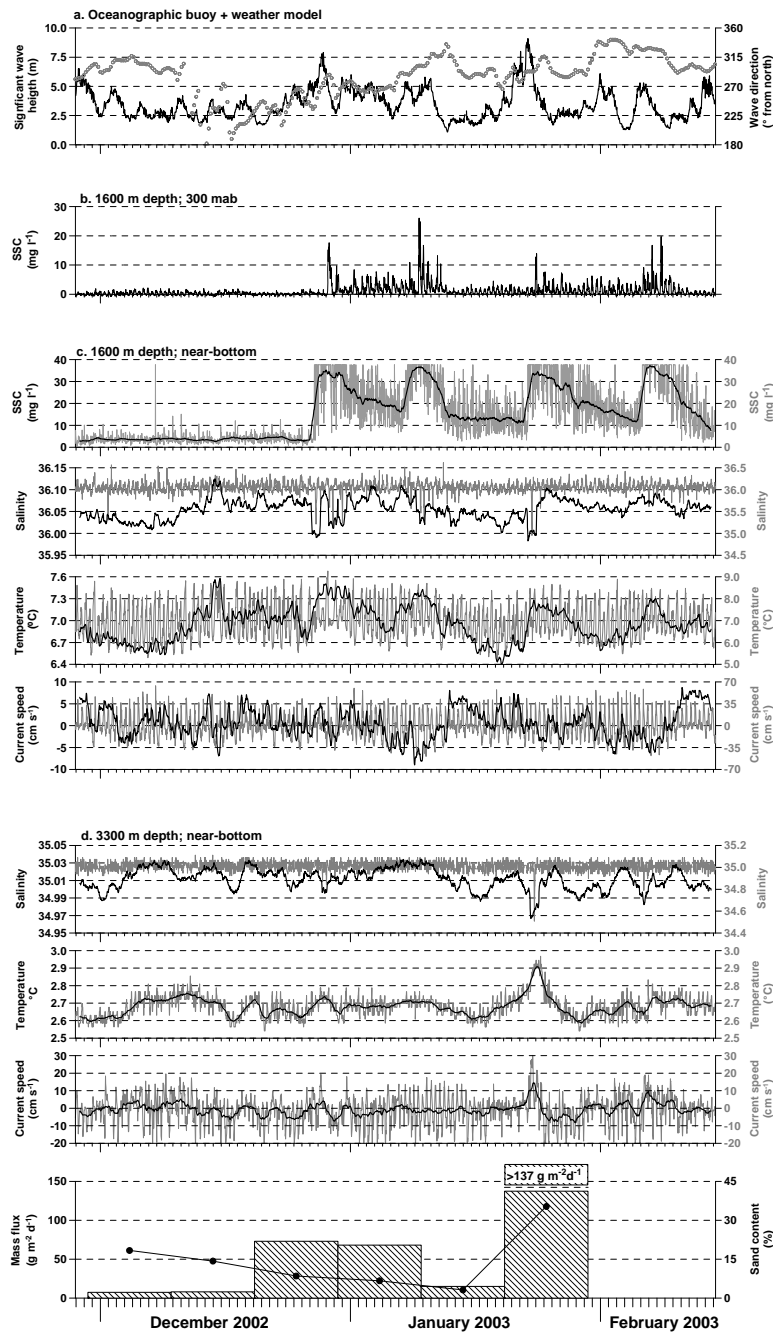 a. Oceanographic buoy + weather model
10.0
7.5
5.0
2.5
0.0
Signficant wave
heigth (m)
360
315
270
225
180
Wave direction
(° from north)
b. 1600 m depth; 300 mab
30
20
10
0
SSC
(mg l-1)
c. 1600 m depth; near-bottom
40
30
20
10
0
SSC
(mg l-1)
40
30
20
10
0
SSC
(mg l-1)
36.15
36.10
36.05
36.00
35.95
Salinity
36.5
36.0
35.5
35.0
34.5
Salinity
7.6
7.3
7.0
6.7
6.4
Temperature
(ºC)
9.0
8.0
7.0
6.0
5.0
Temperature
(°C)
10
5
0
-5
-10
Current speed
(cm s-1)
70
35
0
-35
-70
Current speed
(cm s-1)
d. 3300 m depth; near-bottom
35.05
35.03
35.01
34.99
34.97
34.95
Salinity
35.2
35.0
34.8
34.6
34.4
Salinity
3.0
2.9
2.8
2.7
2.6
2.5
Temperature
°C
3.0
2.9
2.8
2.7
2.6
2.5
Temperature
(°C)
30
20
10
0
-10
-20
Current speed
(cm s-1)
30
20
10
0
-10
-20
Current speed
(cm s-1)
>137 g m-2d-1
150
100
50
0
Mass flux
(g m-2 d-1)
45
30
15
0
Sand content
(%)
December 2002 January 2003 February 2003